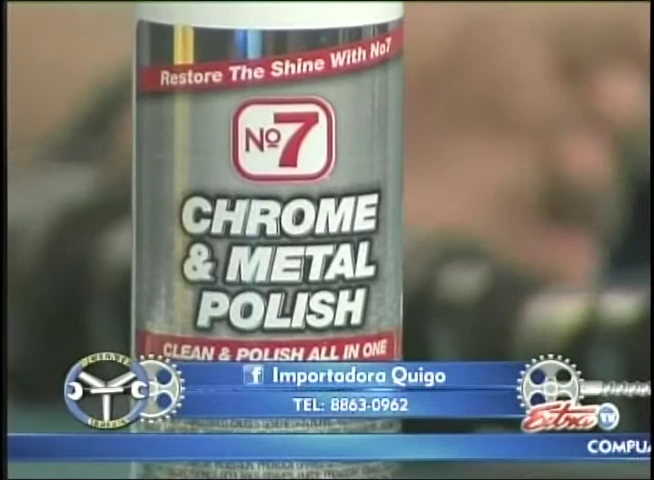 Restore The Shine With No7
No7
CHROME
& METAL
POLISH
CLEAN & POLISH ALL IN ONE
f Importadora Quigo
TEL: 8863-0962
Extra TV
COMPU